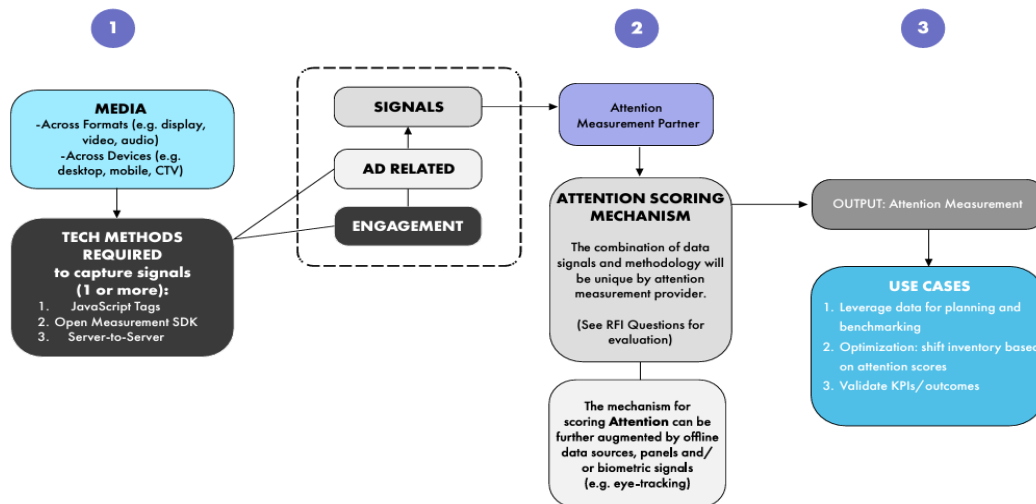 1
2
3
MEDIA
-Across Formats (e.g. display,
video, audio)
-Across Devices (e.g.
desktop, mobile, CTV)
TECH METHODS
REQUIRED
to capture signals
(1 or more):
1. JavaScript Tags
2. Open Measurement SDK
3. Server-to-Server
SIGNALS
AD RELATED
ENGAGEMENT
Attention
Measurement Partner
ATTENTION SCORING
MECHANISM
The combination of data
signals and methodology will
be unique by attention
measurement provider.
(See RFI Questions for
evaluation)
The mechanism for
scoring Attention can be
further augmented by offline
data sources, panels and/
or biometric signals
(e.g. eye-tracking)
OUTPUT: Attention Measurement
USE CASES
1. Leverage data for planning and
benchmarking
2. Optimization: shift inventory based
on attention scores
3. Validate KPIs/outcomes